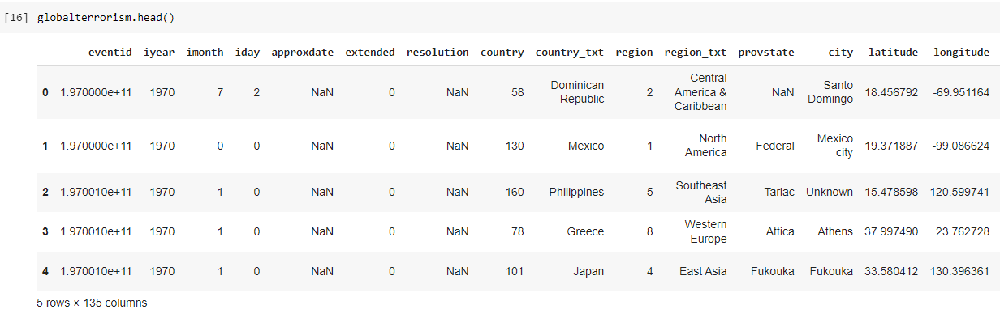 [16] globalterrorism.head()
eventid iyear imonth iday approxdate extended resolution country country_txt region region_txt provstate city latitude longitude
0 1.970000e+11 1970 7 2 NaN 0 NaN 58 Dominican Republic 2 Central America & Caribbean NaN Santo Domingo 18.456792 -69.951164
1 1.970000e+11 1970 0 0 NaN 0 NaN 130 Mexico 1 North America Federal Mexico city 19.371887 -99.086624
2 1.970010e+11 1970 1 0 NaN 0 NaN 160 Philippines 5 Southeast Asia Tarlac Unknown 15.478598 120.599741
3 1.970010e+11 1970 1 0 NaN 0 NaN 78 Greece 8 Western Europe Attica Athens 37.997490 23.762728
4 1.970010e+11 1970 1 0 NaN 0 NaN 101 Japan 4 East Asia Fukouka Fukouka 33.580412 130.396361
5 rows × 135 columns